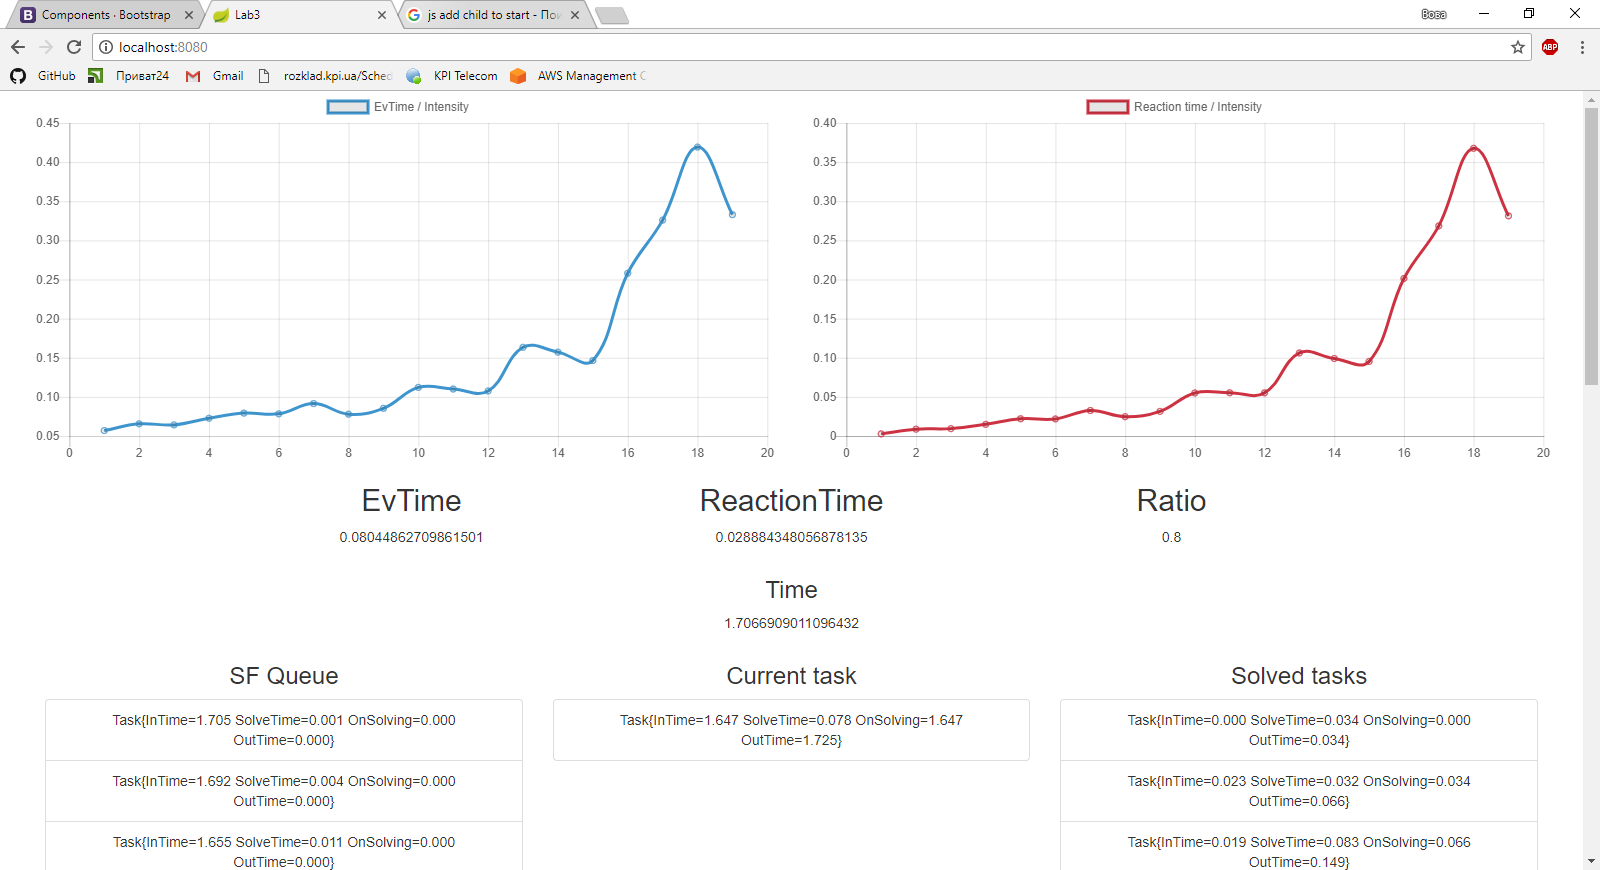 Components · Bootstrap
Lab3
js add child to start - Пои
Вова
localhost:8080
ABP
GitHub
Приват24
Gmail
rozklad.kpi.ua/Sched
KPI Telecom
AWS Management C
EvTime / Intensity
0.45
0.40
0.35
0.30
0.25
0.20
0.15
0.10
0.05
0 2 4 6 8 10 12 14 16 18 20
Reaction time / Intensity
0.40
0.35
0.30
0.25
0.20
0.15
0.10
0.05
0
0 2 4 6 8 10 12 14 16 18 20
EvTime
0.08044862709861501
ReactionTime
0.028884348056878135
Ratio
0.8
Time
1.7066909011096432
SF Queue
Task{InTime=1.705 SolveTime=0.001 OnSolving=0.000
OutTime=0.000}
Task{InTime=1.692 SolveTime=0.004 OnSolving=0.000
OutTime=0.000}
Task{InTime=1.655 SolveTime=0.011 OnSolving=0.000
OutTime=0.000}
Current task
Task{InTime=1.647 SolveTime=0.078 OnSolving=1.647
OutTime=1.725}
Solved tasks
Task{InTime=0.000 SolveTime=0.034 OnSolving=0.000
OutTime=0.034}
Task{InTime=0.023 SolveTime=0.032 OnSolving=0.034
OutTime=0.066}
Task{InTime=0.019 SolveTime=0.083 OnSolving=0.066
OutTime=0.149}